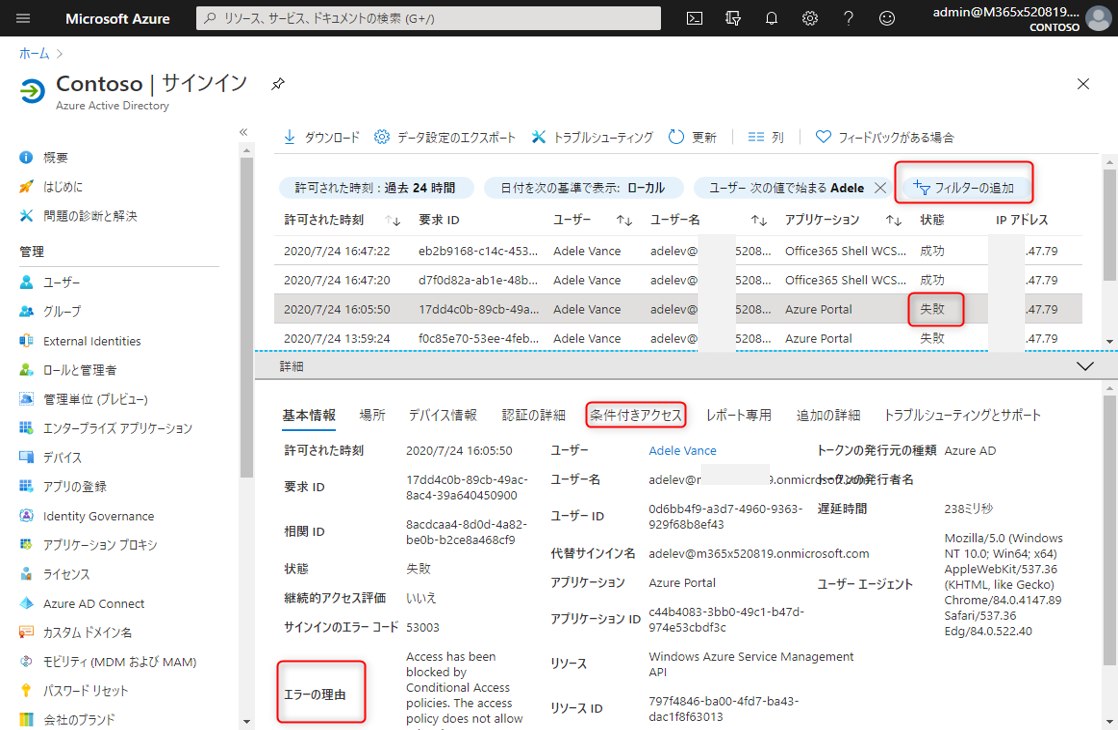 Microsoft Azure
リソース、サービス、ドキュメントの検索 (G+/)
admin@M365x520819....
CONTOSO
ホーム >
Contoso | サインイン
Azure Active Directory
概要
はじめに
問題の診断と解決
管理
ユーザー
グループ
External Identities
ロールと管理者
管理単位 (プレビュー)
エンタープライズ アプリケーション
デバイス
アプリの登録
Identity Governance
アプリケーション プロキシ
ライセンス
Azure AD Connect
カスタム ドメイン名
モビリティ (MDM および MAM)
パスワード リセット
会社のブランド
ダウンロード データ設定のエクスポート トラブルシューティング 更新 列 フィードバックがある場合
許可された時刻 : 過去 24 時間 日付を次の基準で表示: ローカル ユーザー 次の値で始まる Adele フィルターの追加
許可された時刻 要求 ID ユーザー ユーザー名 アプリケーション 状態 IP アドレス
2020/7/24 16:47:22 eb2b9168-c14c-453... Adele Vance adelev@ 5208... Office365 Shell WCS... 成功 .47.79
2020/7/24 16:47:20 d7f0d82a-ab1e-48b... Adele Vance adelev@ 5208... Office365 Shell WCS... 成功 .47.79
2020/7/24 16:05:50 17dd4c0b-89cb-49a... Adele Vance adelev@ 5208... Azure Portal 失敗 .47.79
2020/7/24 13:59:24 f0c85e70-53ee-4feb... Adele Vance adelev@ 5208... Azure Portal 失敗 .47.79
詳細
基本情報 場所 デバイス情報 認証の詳細 条件付きアクセス レポート専用 追加の詳細 トラブルシューティングとサポート
許可された時刻 2020/7/24 16:05:50
要求 ID 17dd4c0b-89cb-49ac-
8ac4-39a640450900
相関 ID 8acdcaa4-8d0d-4a82-
be0b-b2ce8a468cf9
状態 失敗
継続的アクセス評価 いいえ
サインインのエラー コード 53003
エラーの理由
Access has been
blocked by
Conditional Access
policies. The access
policy does not allow
ユーザー Adele Vance
ユーザー名 adelev@m 9.onmicrosoft.com
ユーザー ID 0d6bb4f9-a3d7-4960-9363-
929f68b8ef43
代替サインイン名 adelev@m365x520819.onmicrosoft.com
アプリケーション Azure Portal
アプリケーション ID c44b4083-3bb0-49c1-b47d-
974e53cbdf3c
リソース Windows Azure Service Management
API
リソース ID 797f4846-ba00-4fd7-ba43-
dac1f8f63013
トークンの発行元の種類 Azure AD
トークンの発行者名
遅延時間 238ミリ秒
ユーザー エージェント
Mozilla/5.0 (Windows
NT 10.0; Win64; x64)
AppleWebKit/537.36
(KHTML, like Gecko)
Chrome/84.0.4147.89
Safari/537.36
Edg/84.0.522.40